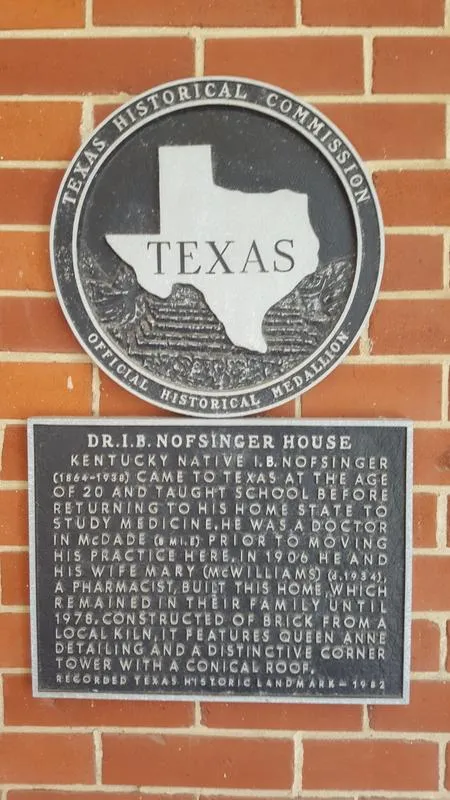 TEXAS HISTORICAL COMMISSION
TEXAS
OFFICIAL HISTORICAL MEDALLION
DR. I.B. NOFSINGER HOUSE
KENTUCKY NATIVE I.B. NOFSINGER
(1864-1938) CAME TO TEXAS AT THE AGE
OF 20 AND TAUGHT SCHOOL BEFORE
RETURNING TO HIS HOME STATE TO
STUDY MEDICINE. HE WAS A DOCTOR
IN McDADE (8 MI. E) PRIOR TO MOVING
HIS PRACTICE HERE. IN 1906 HE AND
HIS WIFE MARY (McWILLIAMS) (d. 1934),
A PHARMACIST, BUILT THIS HOME, WHICH
REMAINED IN THEIR FAMILY UNTIL
1978. CONSTRUCTED OF BRICK FROM A
LOCAL KILN, IT FEATURES QUEEN ANNE
DETAILING AND A DISTINCTIVE CORNER
TOWER WITH A CONICAL ROOF.
RECORDED TEXAS HISTORIC LANDMARK - 1982